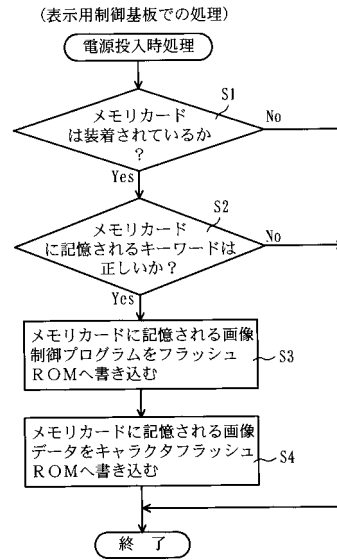 (表示用制御基板での処理)
電源投入時処理
S1
メモリカード
は装着されているか
?
No
Yes
S2
メモリカード
に記憶されるキーワードは
正しいか?
No
Yes
メモリカードに記憶される画像
制御プログラムをフラッシュ
ROMへ書き込む
S3
メモリカードに記憶される画像
データをキャラクタフラッシュ
ROMへ書き込む
S4
終 了